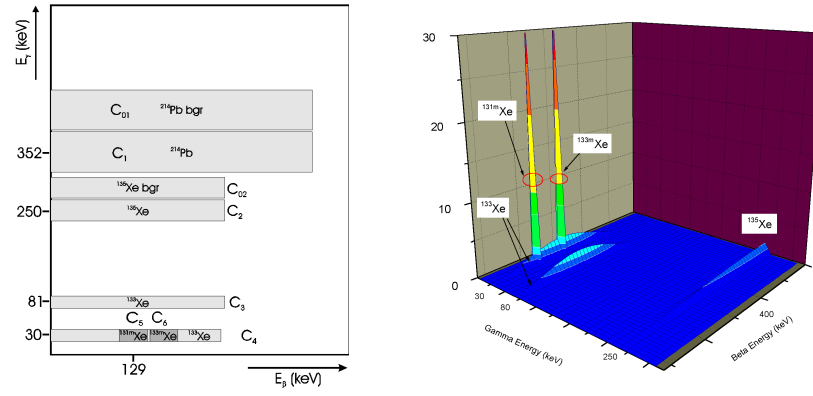 Eγ (keV)
C01 214Pb bgr
352 C1 214Pb
135Xe bgr C02
250 135Xe C2
81 133Xe C3
C5 C6
30 131mXe 133mXe 133Xe C4
129
Eβ (keV)
30
20
10
0
131mXe
133mXe
133Xe
135Xe
30
80
250
400
Gamma Energy (keV)
Beta Energy (keV)